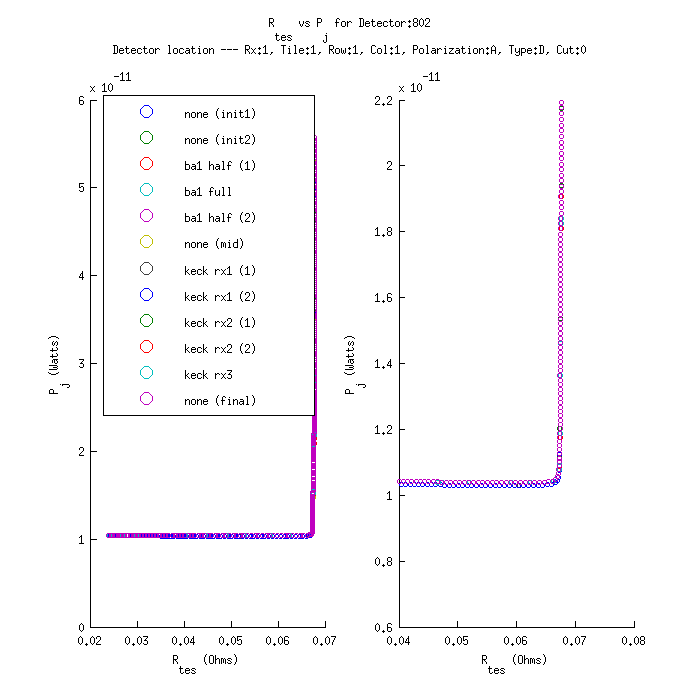 R    vs P  for Detector:802
tes    j
Detector location --- Rx:1, Tile:1, Row:1, Col:1, Polarization:A, Type:D, Cut:0
x 10^-11
6
5
4
3
2
1
0
P_j (Watts)
none (init1)
none (init2)
ba1 half (1)
ba1 full
ba1 half (2)
none (mid)
keck rx1 (1)
keck rx1 (2)
keck rx2 (1)
keck rx2 (2)
keck rx3
none (final)
0.02 0.03 0.04 0.05 0.06 0.07
R_tes (Ohms)
x 10^-11
2.2
2
1.8
1.6
1.4
1.2
1
0.8
0.6
P_j (Watts)
0.04 0.05 0.06 0.07 0.08
R_tes (Ohms)